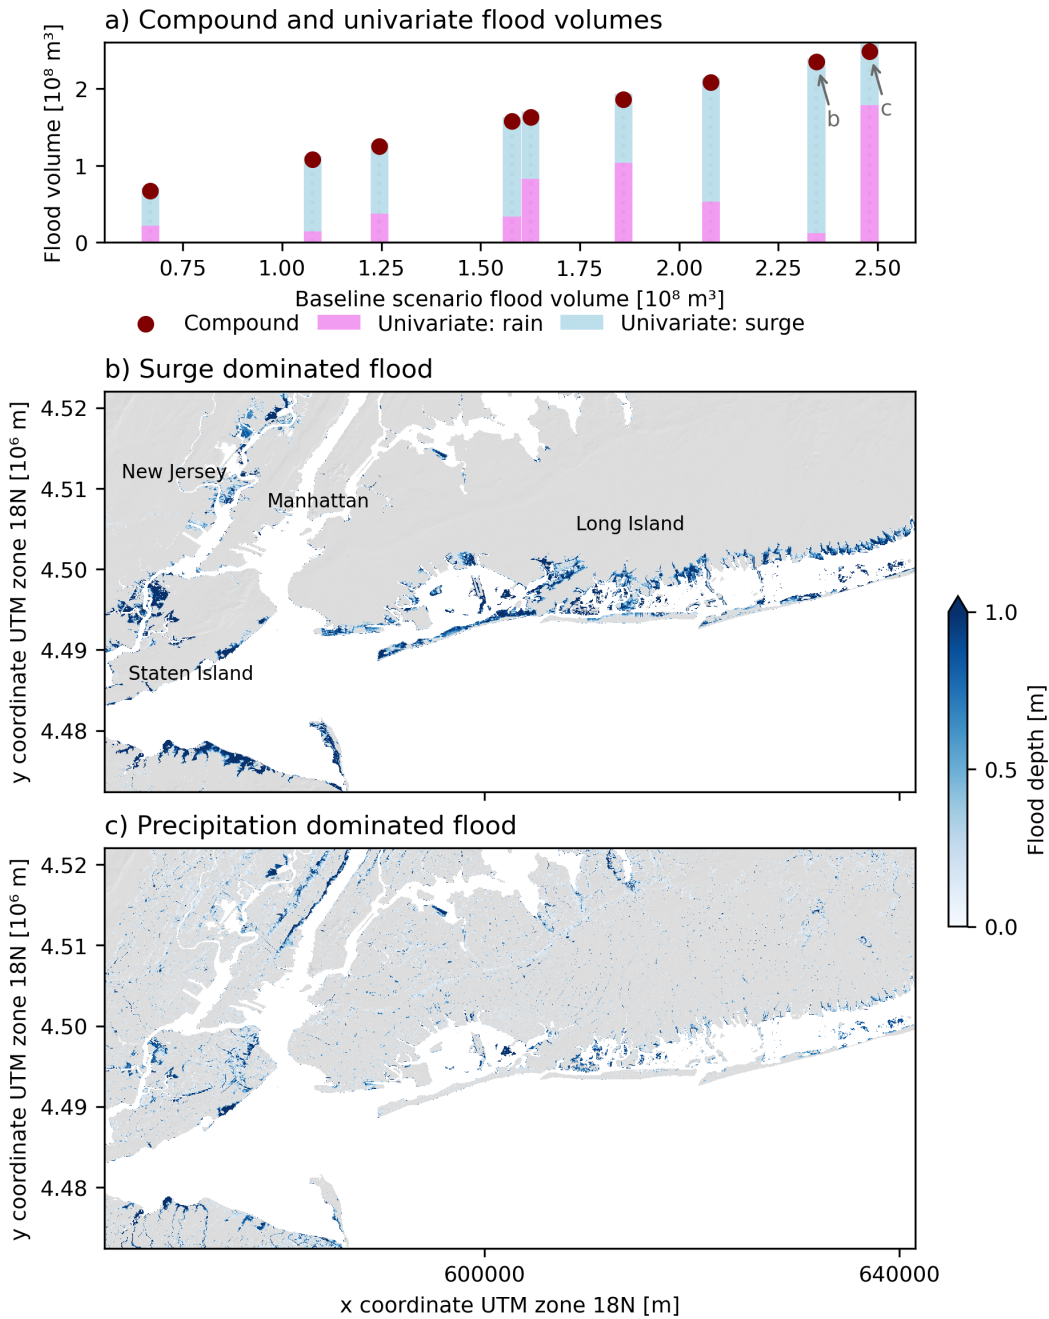 a) Compound and univariate flood volumes
Flood volume [10⁸ m³]
2
1
0
b
c
0.75 1.00 1.25 1.50 1.75 2.00 2.25 2.50
Baseline scenario flood volume [10⁸ m³]
Compound Univariate: rain Univariate: surge
b) Surge dominated flood
y coordinate UTM zone 18N [10⁶ m]
4.52
4.51
4.50
4.49
4.48
New Jersey
Manhattan
Long Island
Staten Island
1.0
0.5
0.0
Flood depth [m]
c) Precipitation dominated flood
y coordinate UTM zone 18N [10⁶ m]
4.52
4.51
4.50
4.49
4.48
600000 640000
x coordinate UTM zone 18N [m]